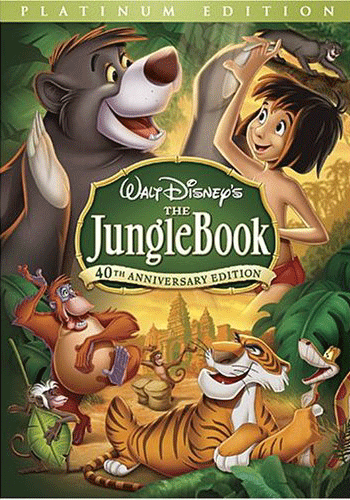 PLATINUM EDITION
WALT DISNEY'S
THE
JUNGLEBOOK
40TH ANNIVERSARY EDITION